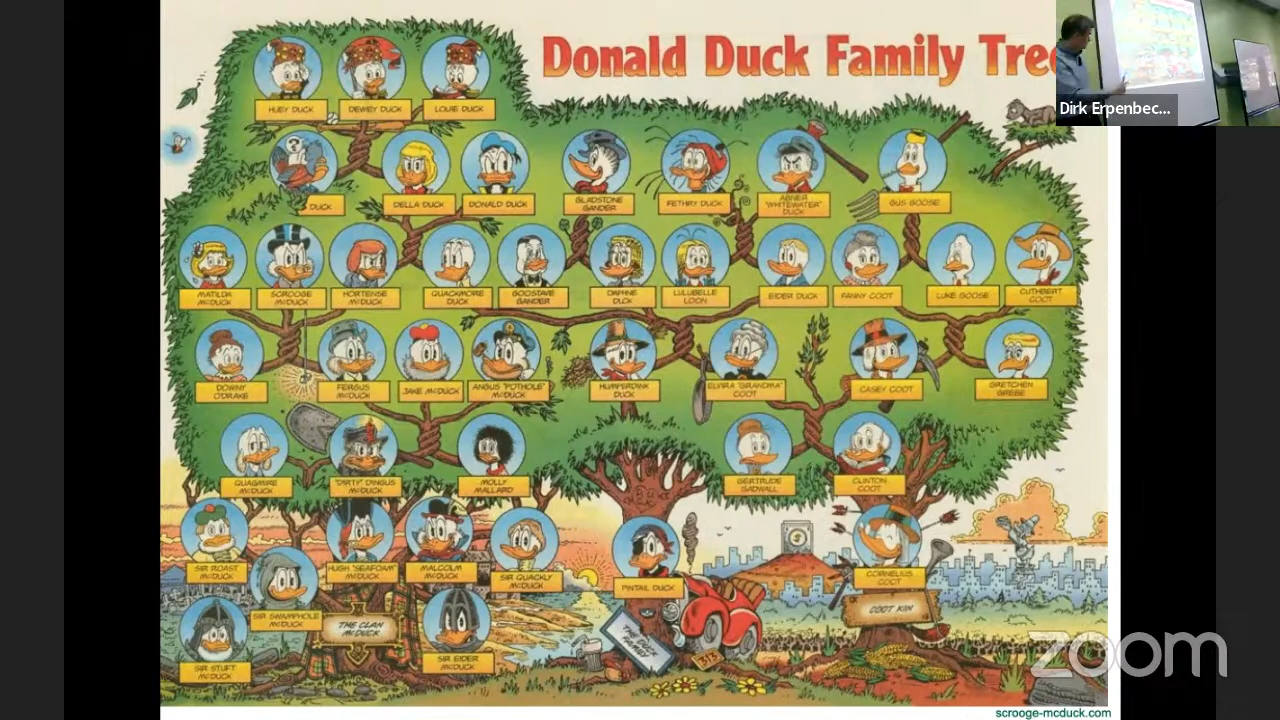 Donald Duck Family Tree
Dirk Erpenbec...
HUEY DUCK
DEWEY DUCK
LOUIE DUCK
DUCK
DELLA DUCK
DONALD DUCK
GLADSTONE
GANDER
FETHRY DUCK
ABNER
"WHITEWATER"
DUCK
GUS GOOSE
MATILDA
McDUCK
SCROOGE
McDUCK
HORTENSE
McDUCK
QUACKMORE
DUCK
GOOSTAVE
GANDER
DAPHNE
DUCK
LULUBELLE
LOON
EIDER DUCK
FANNY COOT
LUKE GOOSE
CUTHBERT
COOT
DOWNY
O'DRAKE
FERGUS
McDUCK
JAKE McDUCK
ANGUS "POTHOLE"
McDUCK
HUMPERDINK
DUCK
ELVIRA "GRANDMA"
COOT
CASEY COOT
GRETCHEN
GREBE
QUAGMIRE
McDUCK
"DIRTY" DINGUS
McDUCK
MOLLY
MALLARD
GERTRUDE
GADWALL
CLINTON
COOT
SIR ROAST
McDUCK
HUGH "SEAFOAM"
McDUCK
MALCOLM
McDUCK
SIR QUACKLY
McDUCK
PINTAIL DUCK
CORNELIUS
COOT
SIR SWAMPHOLE
McDUCK
THE CLAN
McDUCK
COOT KIN
SIR STUFT
McDUCK
SIR EIDER
McDUCK
THE DUCK
FAMILY
313
zoom
scrooge-mcduck.com